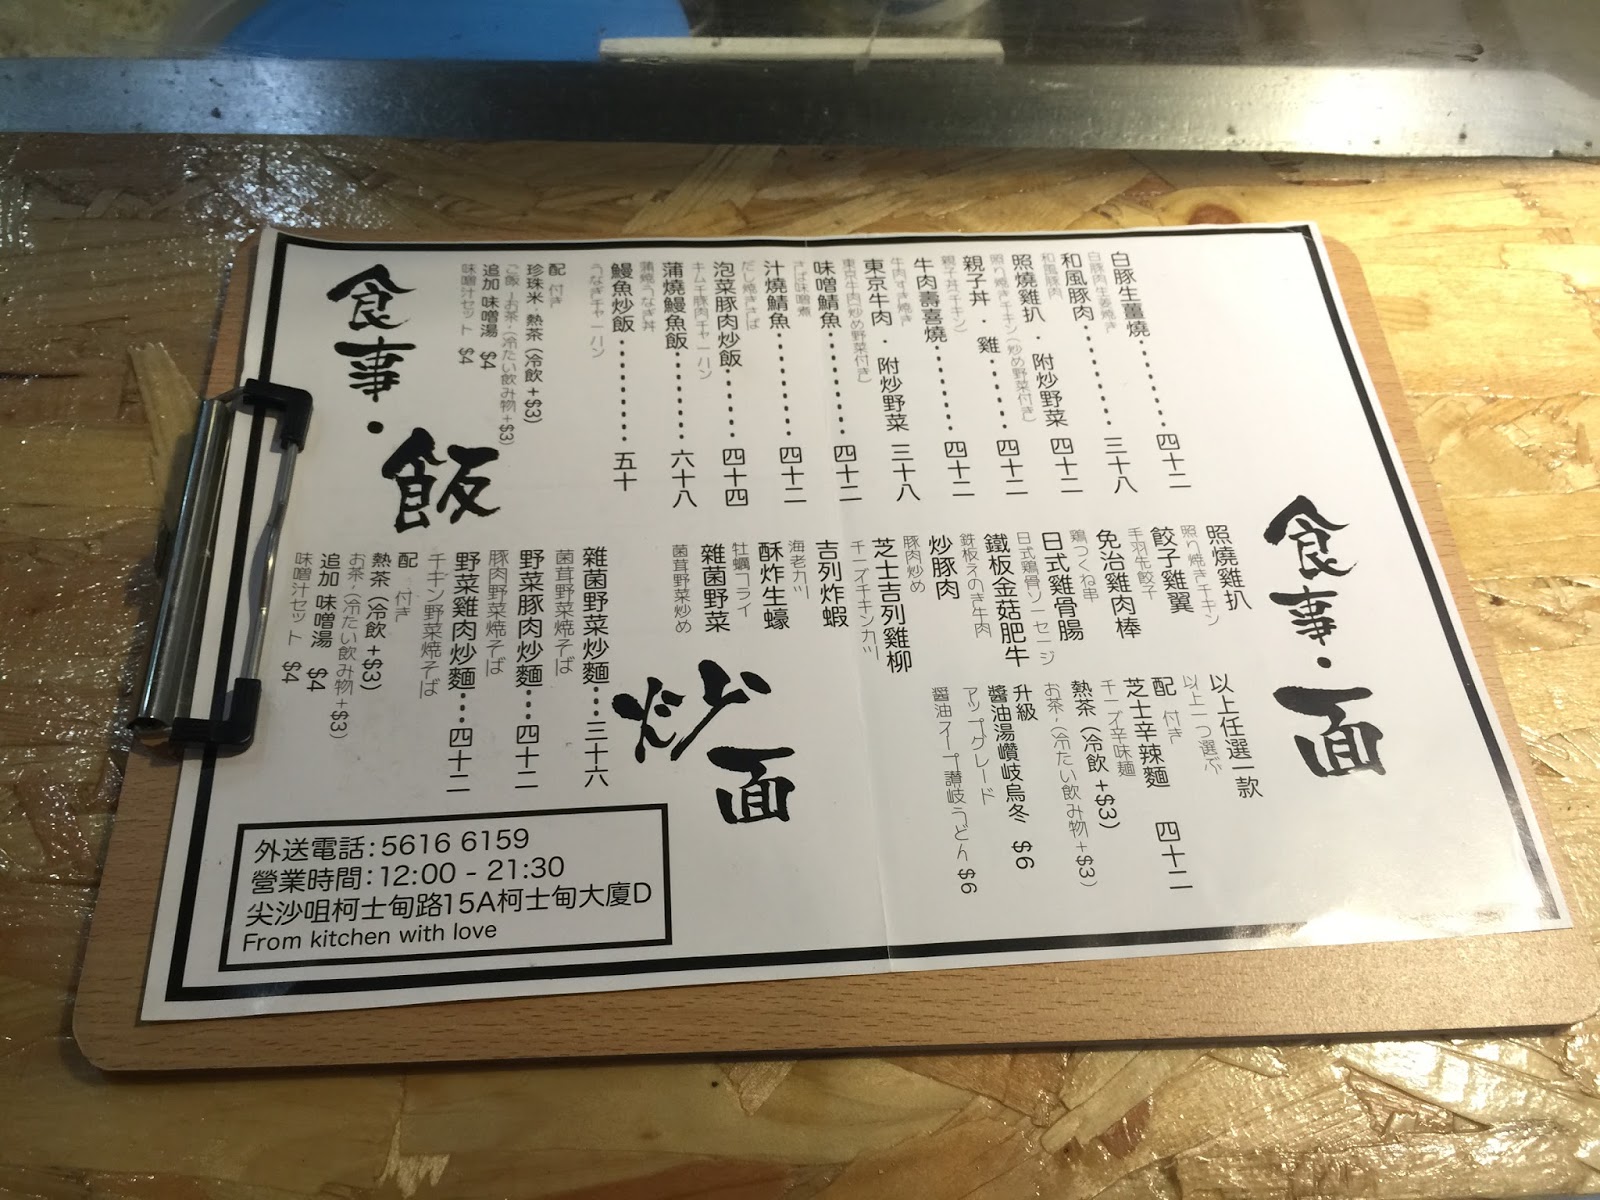 食事・飯
白豚生薑燒………四十二
白豚肉生姜焼き
和風豚肉………三十八
和風豚肉
照燒雞扒・附炒野菜 四十二
照り焼きチキン(炒め野菜付き)
親子丼・雞………四十二
親子丼(チキン)
牛肉壽喜燒………四十二
牛肉すき焼き
東京牛肉・附炒野菜 三十八
東京牛肉炒め野菜付き
味噌鯖魚………四十二
さば味噌煮
汁燒鯖魚………四十二
だし焼きさば
泡菜豚肉炒飯………四十四
キムチ豚肉チャーハン
蒲燒鰻魚飯………六十八
蒲焼うなぎ丼
鰻魚炒飯………五十
うなぎチャーハン
配 付き
珍珠米・熱茶(冷飲+$3)
ご飯 お茶・(冷たい飲み物+$3)
追加 味噌湯 $4
味噌汁セット $4
食事・面
照燒雞扒
照り焼きチキン
餃子雞翼
手羽先餃子
免治雞肉棒
鶏つくね串
日式雞骨腸
日式鶏骨ソーセージ
鐵板金菇肥牛
鉄板えのき牛肉
炒豚肉
豚肉炒め
芝士吉列雞柳
チーズチキンカツ
吉列炸蝦
海老カツ
酥炸生蠔
牡蠣フライ
雜菌野菜
菌茸野菜炒め
以上任選一款
以上一つ選ぶ
配 付き
芝士辛辣麵 四十二
チーズ辛味麺
熱茶(冷飲+$3)
お茶・(冷たい飲み物+$3)
升級
醬油湯讚岐烏冬 $6
アップグレード
醤油スープ讃岐うどん $6
炒面
雜菌野菜炒麵…三十六
菌茸野菜焼そば
野菜豚肉炒麵…四十二
豚肉野菜焼そば
野菜雞肉炒麵…四十二
チキン野菜焼そば
配 付き
熱茶(冷飲+$3)
お茶・(冷たい飲み物+$3)
追加 味噌湯 $4
味噌汁セット $4
外送電話:5616 6159
營業時間:12:00 - 21:30
尖沙咀柯士甸路15A柯士甸大廈D
From kitchen with love